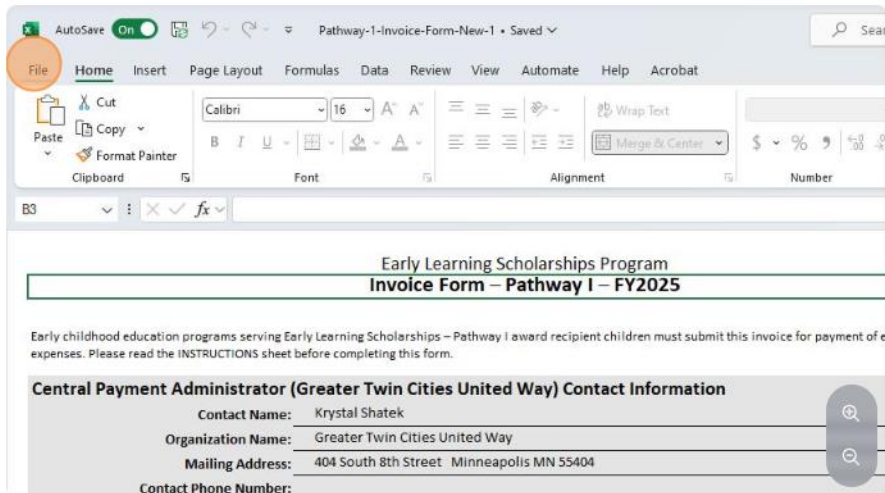 AutoSave On Pathway-1-Invoice-Form-New-1 • Saved
File Home Insert Page Layout Formulas Data Review View Automate Help Acrobat
Cut
Copy
Format Painter
Paste
Calibri 16 A A
B I U A
Wrap Text
Merge & Center
$ % 9
Clipboard Font Alignment Number
B3 fx
Early Learning Scholarships Program
Invoice Form – Pathway I – FY2025
Early childhood education programs serving Early Learning Scholarships – Pathway I award recipient children must submit this invoice for payment of
expenses. Please read the INSTRUCTIONS sheet before completing this form.
Central Payment Administrator (Greater Twin Cities United Way) Contact Information
Contact Name: Krystal Shatek
Organization Name: Greater Twin Cities United Way
Mailing Address: 404 South 8th Street Minneapolis MN 55404
Contact Phone Number: